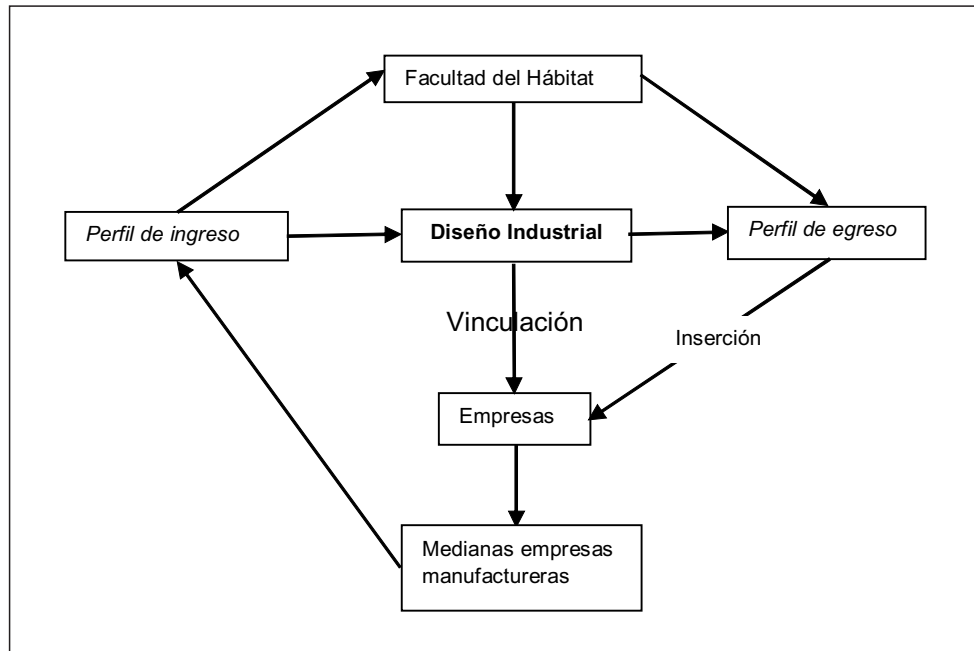 Facultad del Hábitat
Perfil de ingreso
Diseño Industrial
Perfil de egreso
Vinculación
Inserción
Empresas
Medianas empresas
manufactureras